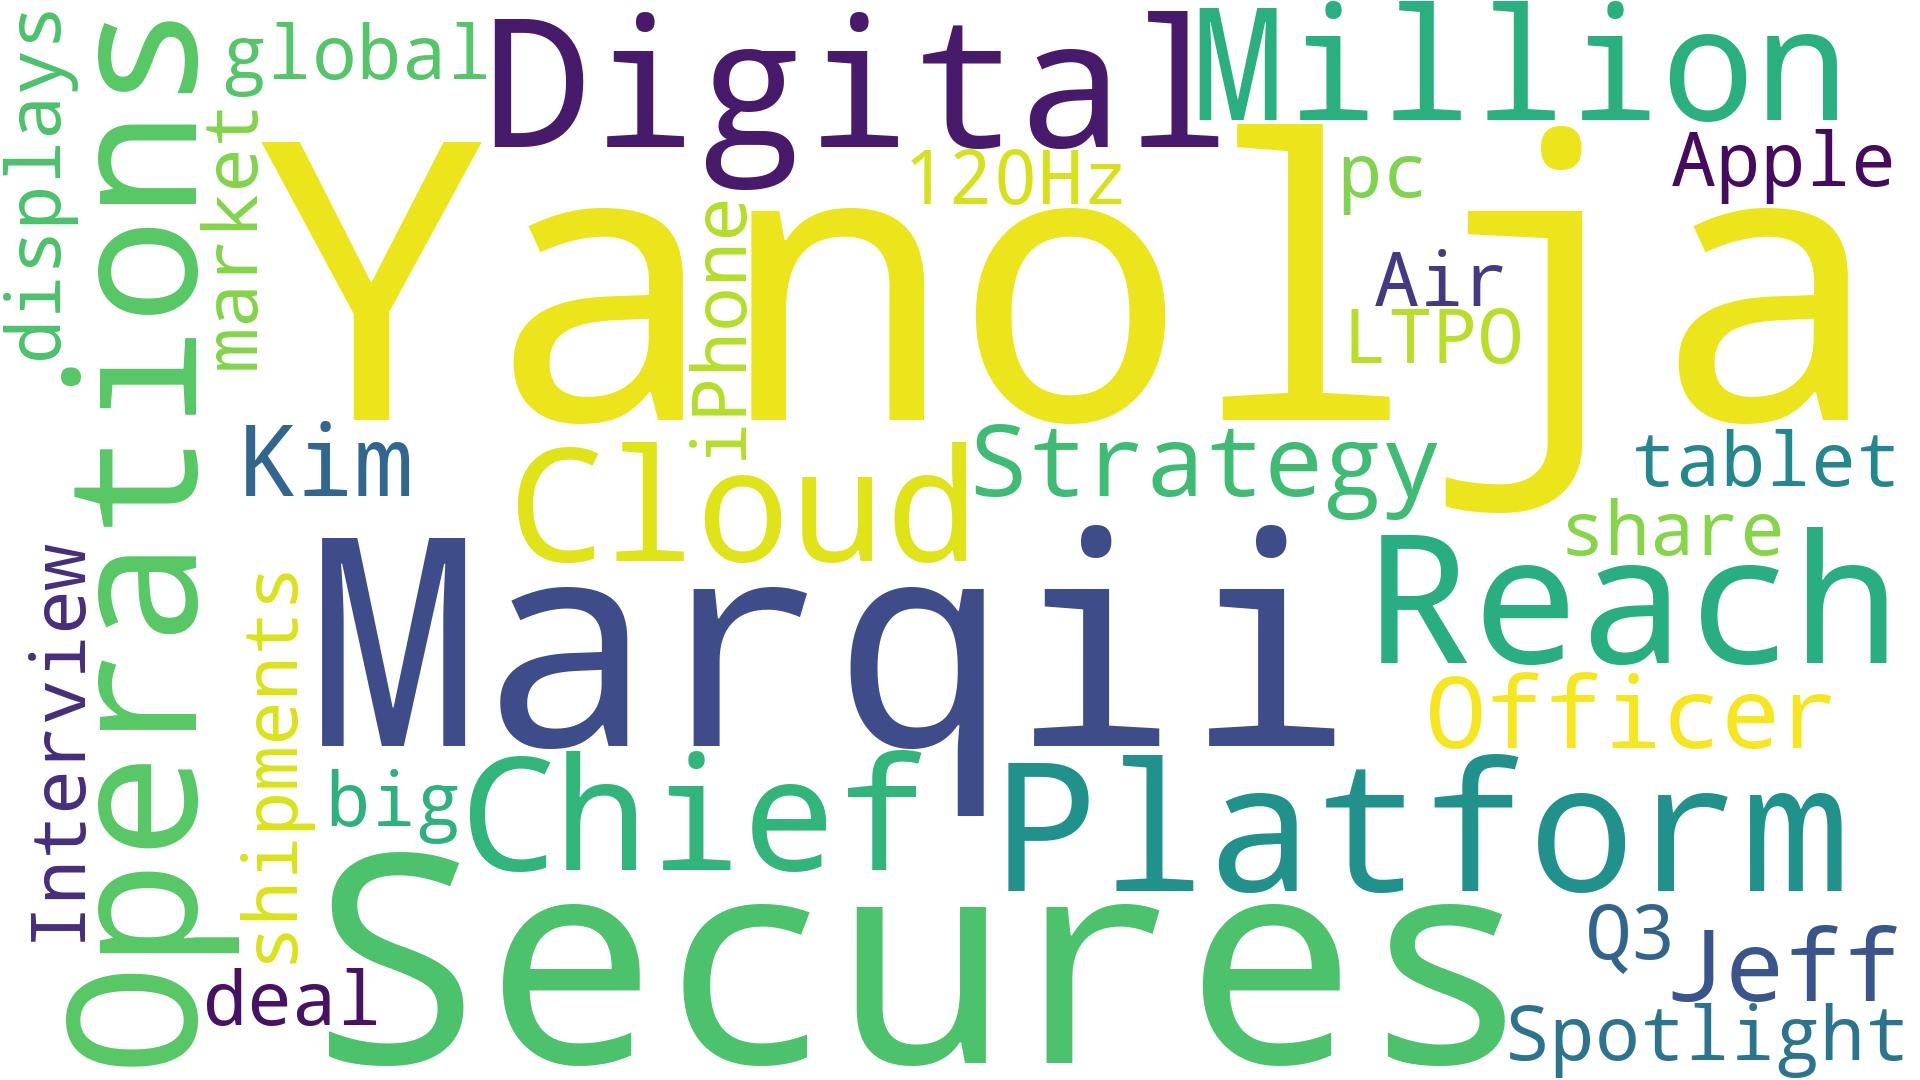 displays
operations
global
market
Digital
Million
Yanolja
120Hz
pc
Apple
iPhone
Air
LTPO
Kim
Cloud
Strategy
tablet
share
Interview
shipments
Marqii
Reach
Officer
big
Chief
Platform
Secures
Q3
Jeff
deal
Spotlight